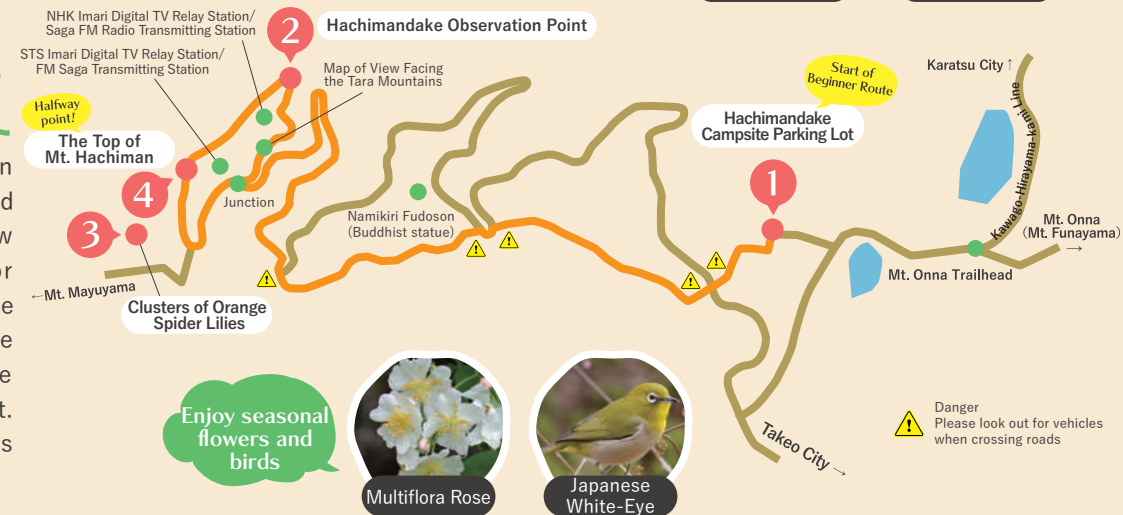 NHK Imari Digital TV Relay Station/
Saga FM Radio Transmitting Station
STS Imari Digital TV Relay Station/
FM Saga Transmitting Station
2
Hachimandake Observation Point
Map of View Facing
the Tara Mountains
Halfway
point!
The Top of
Mt. Hachiman
4
3
Junction
Namikiri Fudoson
(Buddhist statue)
←Mt. Mayuyama
Clusters of Orange
Spider Lilies
Start of
Beginner Route
Hachimandake
Campsite Parking Lot
1
Karatsu City ↑
Kawago-Hirayama-kami Line
Mt. Onna
(Mt. Funayama)
→
Mt. Onna Trailhead
Takeo City →
Danger
Please look out for vehicles
when crossing roads
Enjoy seasonal
flowers and
birds
Multiflora Rose
Japanese
White-Eye
n
d
w
or
e
e
e
t.
s